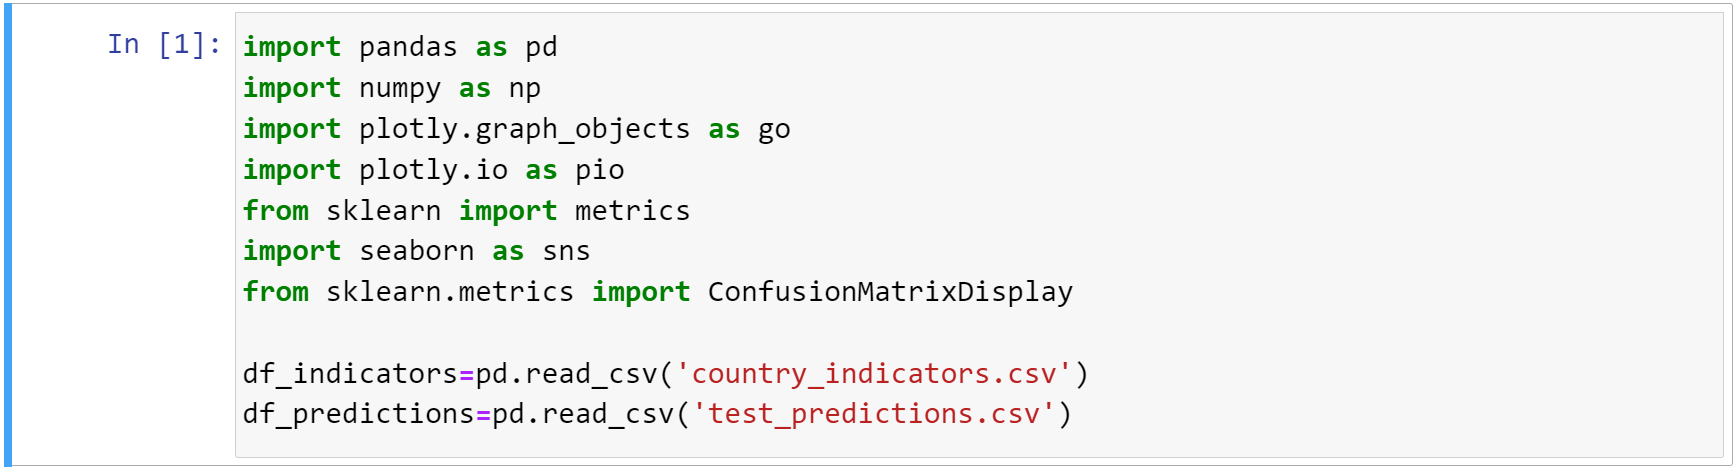 In [1]:
import pandas as pd
import numpy as np
import plotly.graph_objects as go
import plotly.io as pio
from sklearn import metrics
import seaborn as sns
from sklearn.metrics import ConfusionMatrixDisplay
df_indicators=pd.read_csv('country_indicators.csv')
df_predictions=pd.read_csv('test_predictions.csv')